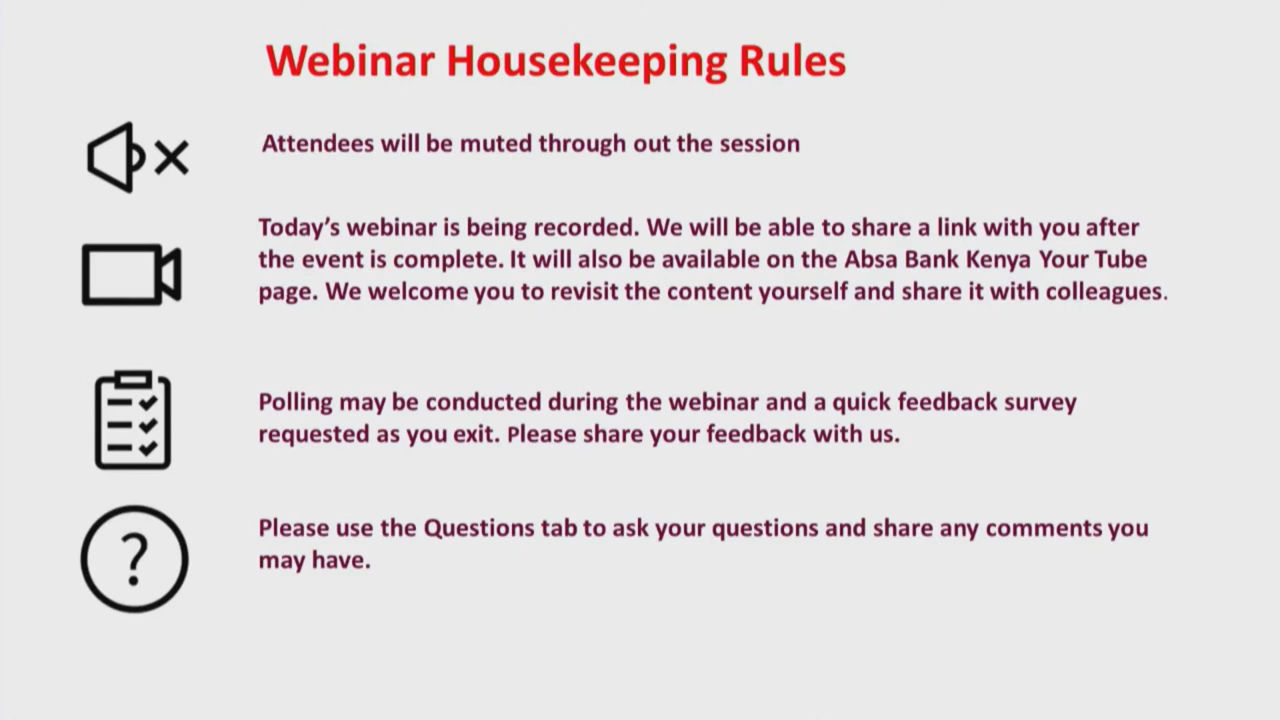 Webinar Housekeeping Rules
Attendees will be muted through out the session
Today’s webinar is being recorded. We will be able to share a link with you after
the event is complete. It will also be available on the Absa Bank Kenya Your Tube
page. We welcome you to revisit the content yourself and share it with colleagues.
Polling may be conducted during the webinar and a quick feedback survey
requested as you exit. Please share your feedback with us.
Please use the Questions tab to ask your questions and share any comments you
may have.